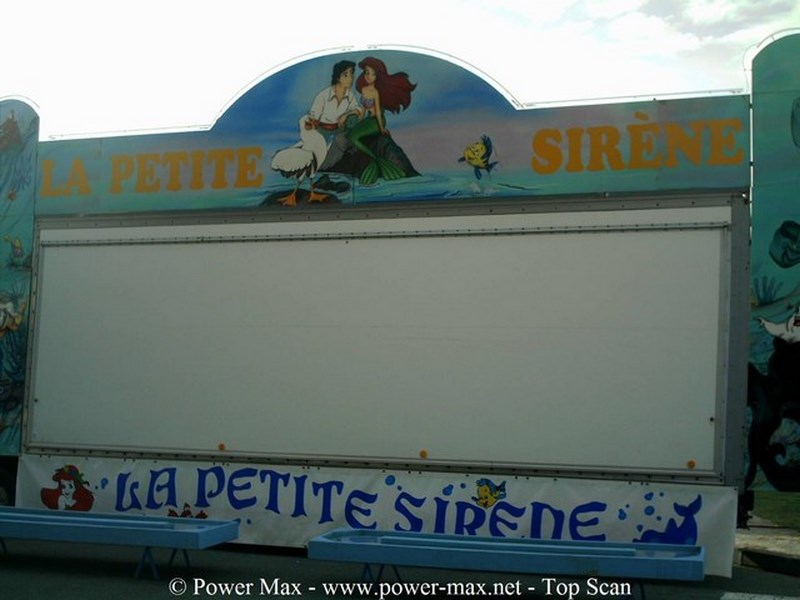 LA PETITE SIRÈNE
LA PETITE SIRENE
© Power Max - www.power-max.net - Top Scan